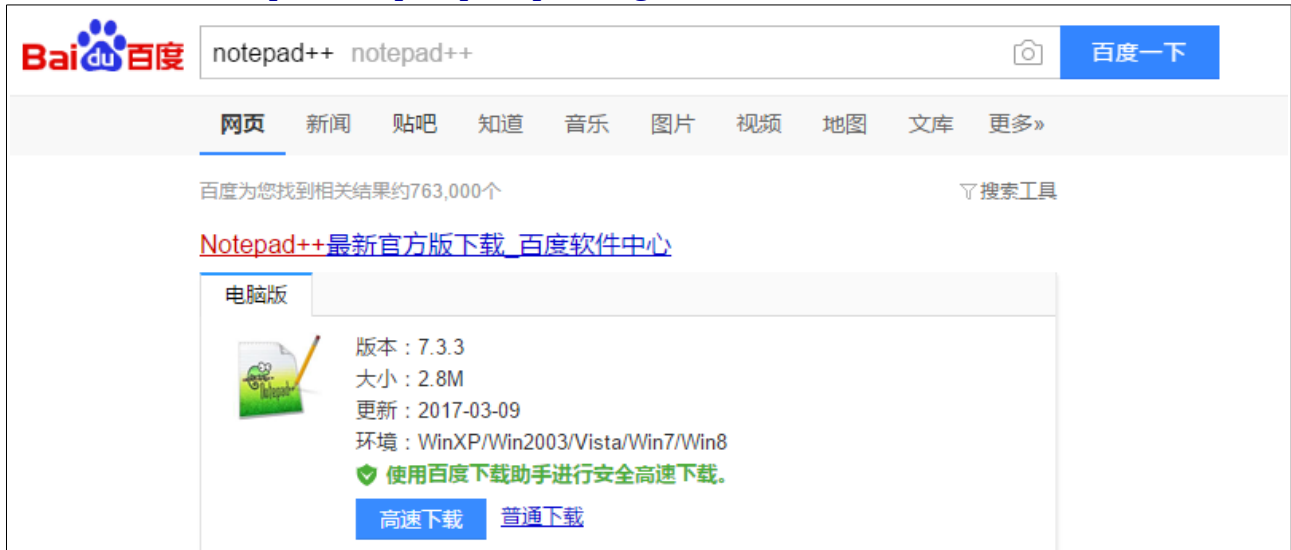 Bai du 百度 notepad++ notepad++ 百度一下
网页 新闻 贴吧 知道 音乐 图片 视频 地图 文库 更多»
百度为您找到相关结果约763,000个 搜索工具
Notepad++最新官方版下载_百度软件中心
电脑版
Notepad++
版本：7.3.3
大小：2.8M
更新：2017-03-09
环境：WinXP/Win2003/Vista/Win7/Win8
使用百度下载助手进行安全高速下载。
高速下载 普通下载